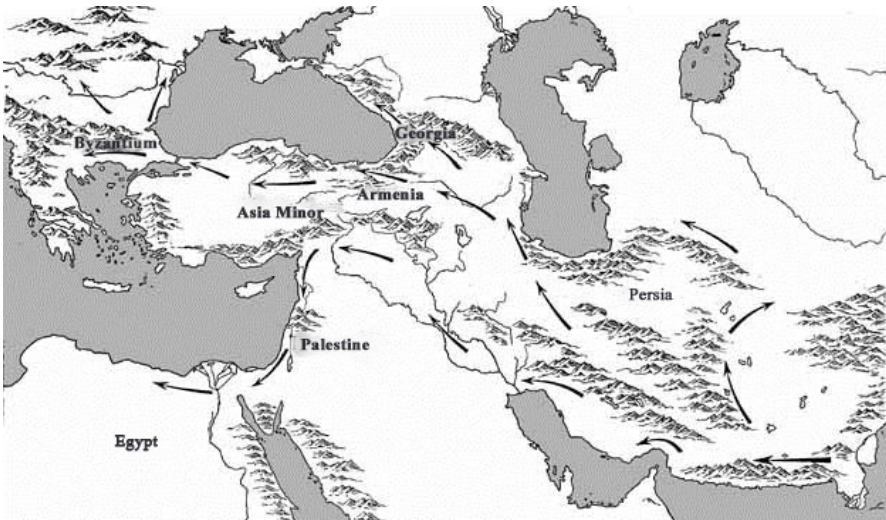 Byzantium
Georgia
Armenia
Asia Minor
Persia
Palestine
Egypt